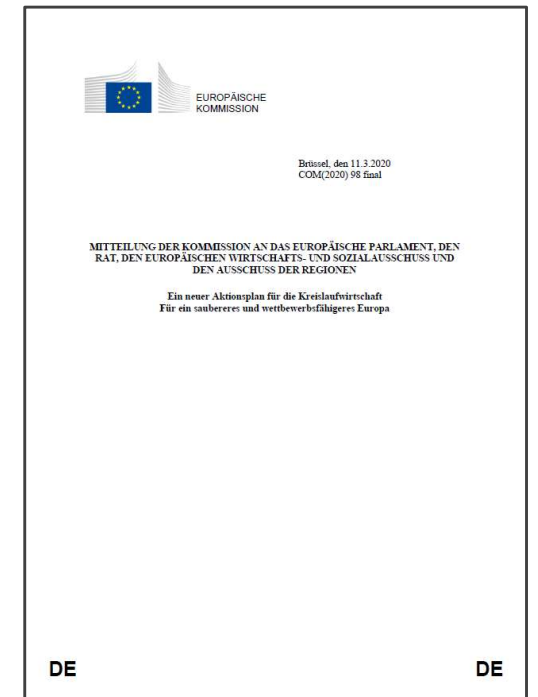 EUROPÄISCHE
KOMMISSION
Brüssel, den 11.3.2020
COM(2020) 98 final
MITTEILUNG DER KOMMISSION AN DAS EUROPÄISCHE PARLAMENT, DEN
RAT, DEN EUROPÄISCHEN WIRTSCHAFTS- UND SOZIALAUSSCHUSS UND
DEN AUSSCHUSS DER REGIONEN
Ein neuer Aktionsplan für die Kreislaufwirtschaft
Für ein saubereres und wettbewerbsfähigeres Europa
DE DE